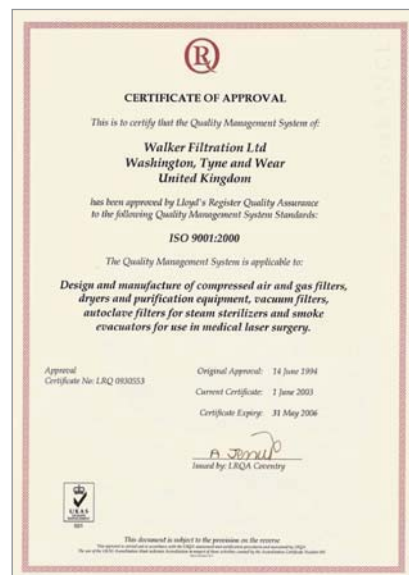 R
CERTIFICATE OF APPROVAL
This is to certify that the Quality Management System of:
Walker Filtration Ltd
Washington, Tyne and Wear
United Kingdom
has been approved by Lloyd's Register Quality Assurance
to the following Quality Management System Standards:
ISO 9001:2000
The Quality Management System is applicable to:
Design and manufacture of compressed air and gas filters,
dryers and purification equipment, vacuum filters,
autoclave filters for steam sterilizers and smoke
evacuators for use in medical laser surgery.
Approval
Certificate No: LRQ 0930553
Original Approval: 14 June 1994
Current Certificate: 1 June 2003
Certificate Expiry: 31 May 2006
Issued by: LRQA Coventry
UKAS
001
This document is subject to the provision on the reverse